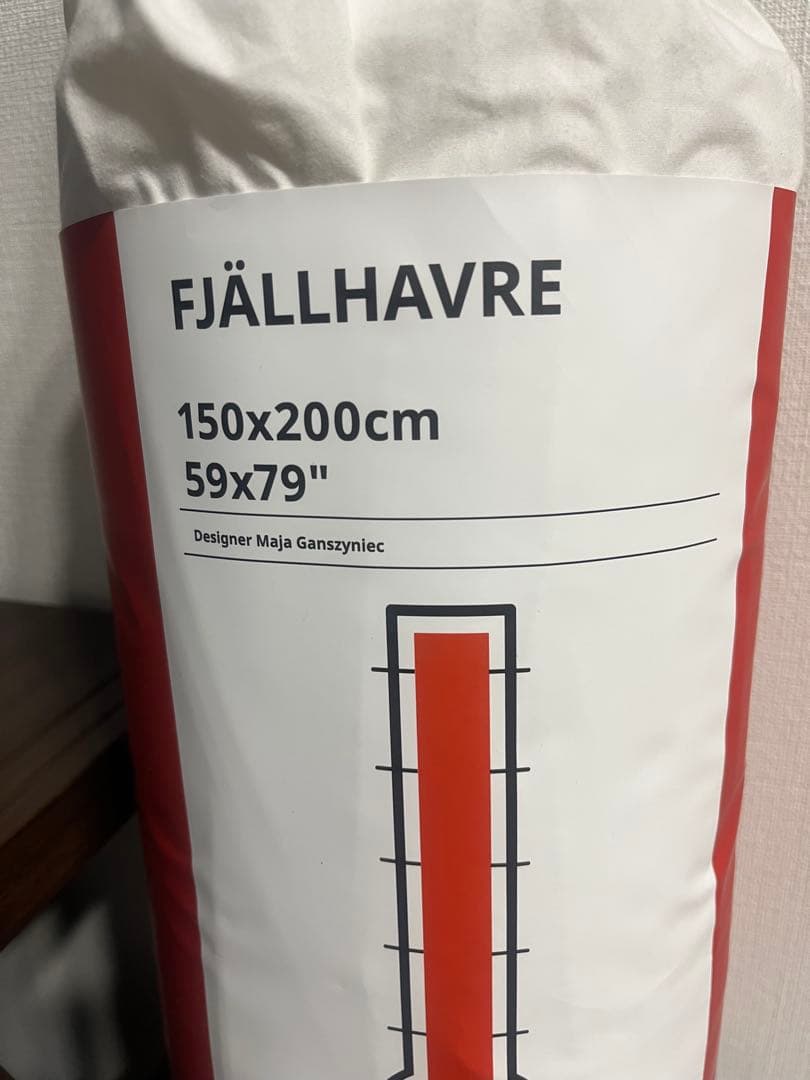 FJÄLLHAVRE
150x200cm
59x79"
Designer Maja Ganszyniec